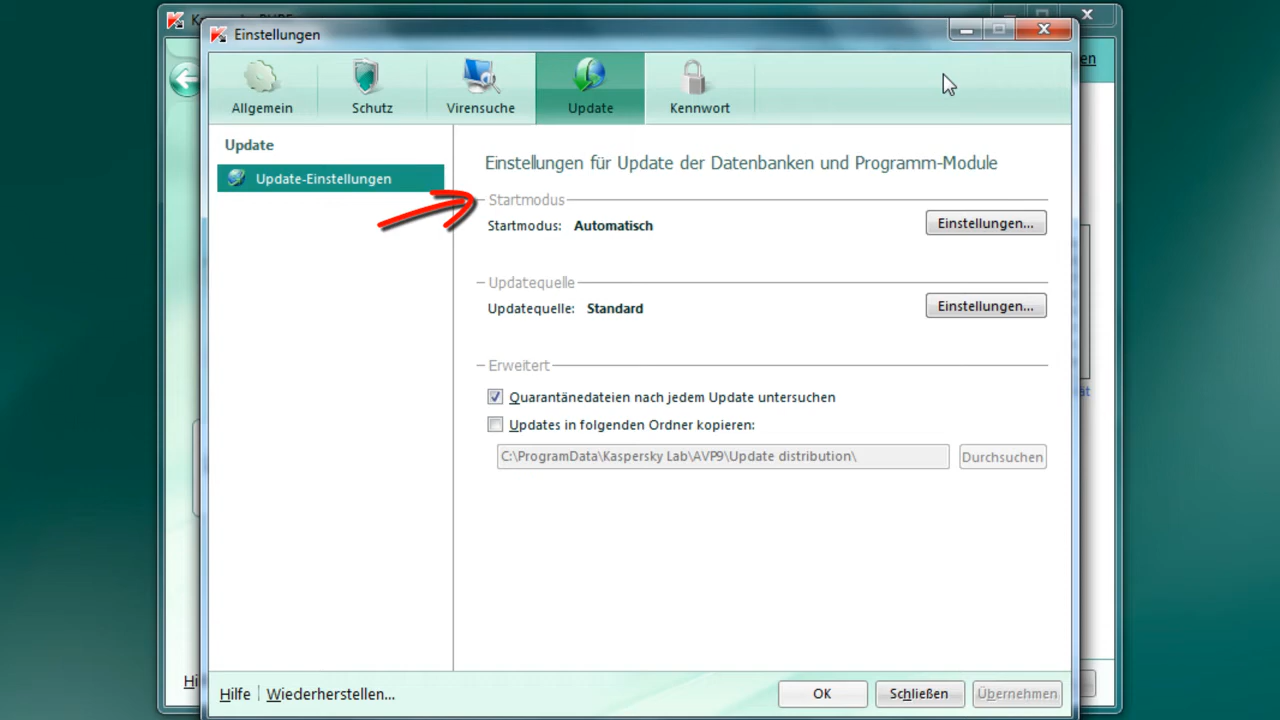 Einstellungen
Allgemein
Schutz
Virensuche
Update
Kennwort
Update
Update-Einstellungen
Einstellungen für Update der Datenbanken und Programm-Module
Startmodus
Startmodus: Automatisch
Einstellungen...
Updatequelle
Updatequelle: Standard
Einstellungen...
Erweitert
Quarantänedateien nach jedem Update untersuchen
Updates in folgenden Ordner kopieren:
C:\ProgramData\Kaspersky Lab\AVP9\Update distribution\
Durchsuchen
Hilfe
Wiederherstellen...
OK
Schließen
Übernehmen